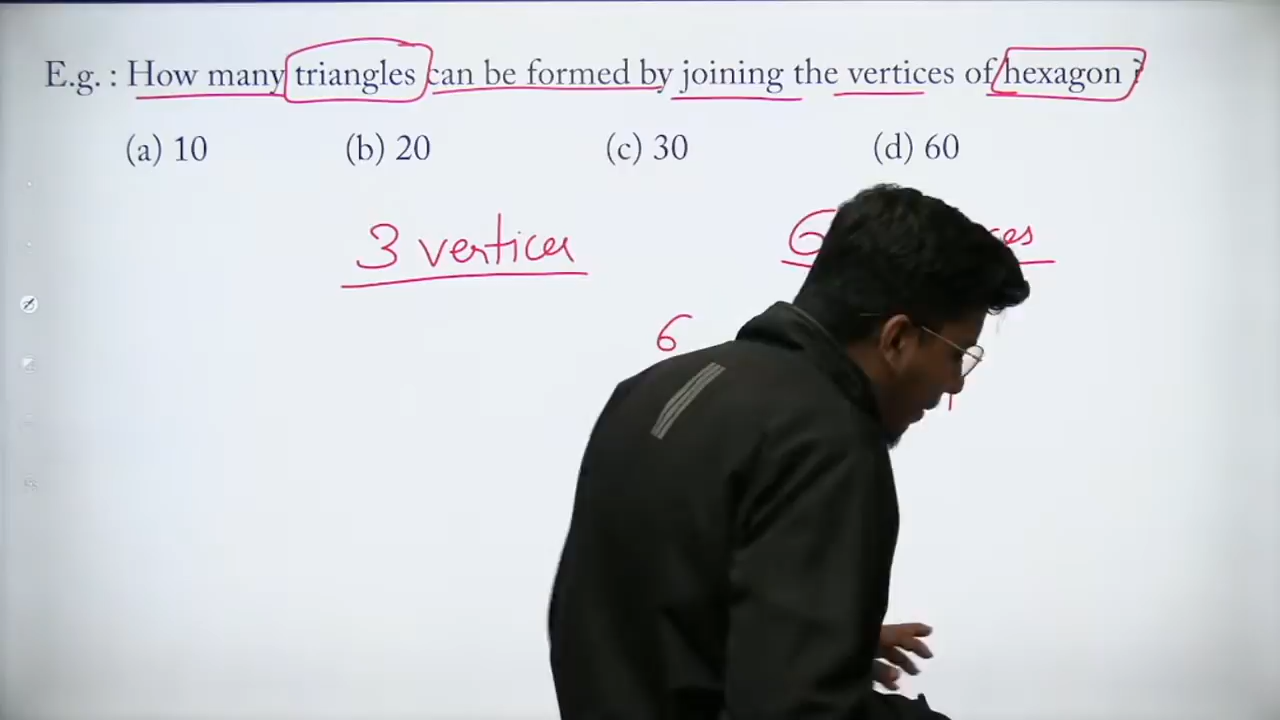 E.g. : How many triangles can be formed by joining the vertices of hexagon ?
(a) 10 (b) 20 (c) 30 (d) 60
3 vertices 6
6